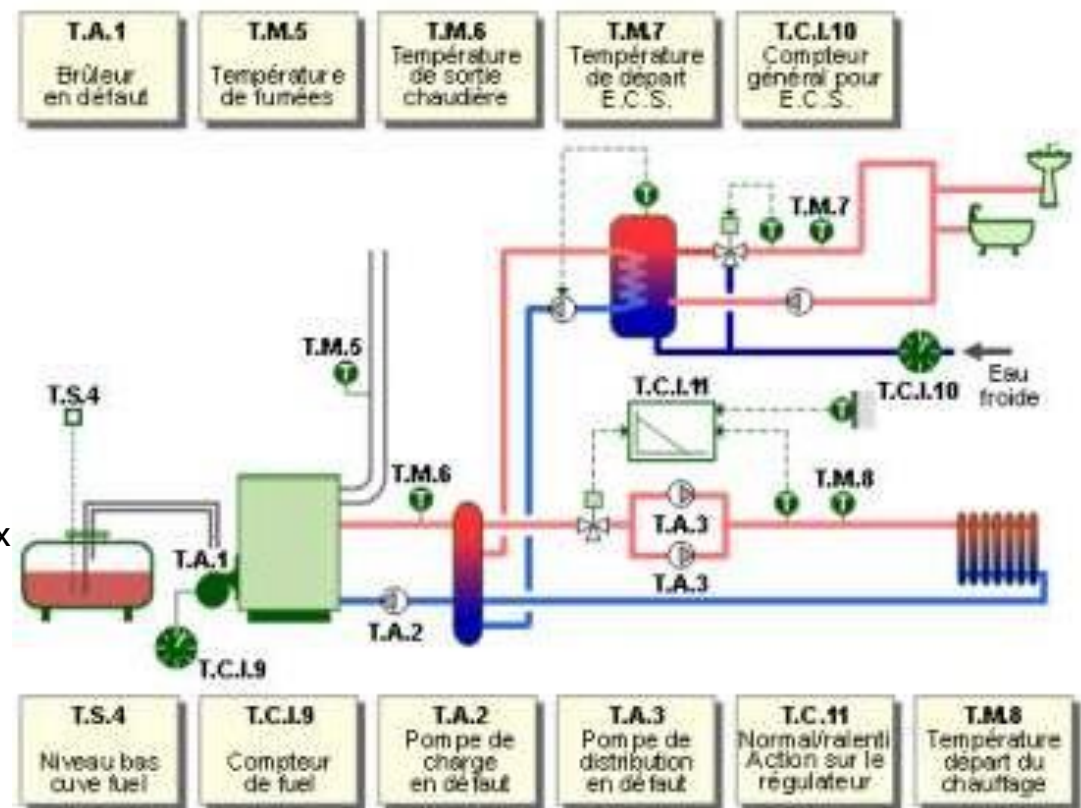 T.A.1
Brûleur
en défaut
T.M.5
Température
de fumées
T.M.6
Température
de sortie
chaudière
T.M.7
Température
de départ
E.C.S.
T.C.I.10
Compteur
général pour
E.C.S.
T.M.7
T.M.5
T.S.4
T.C.I.11
T.C.I.10
Eau
froide
T.M.6
T.M.8
x
T.A.1
T.A.3
T.A.3
T.A.2
T.C.I.9
T.S.4
Niveau bas
cuve fuel
T.C.I.9
Compteur
de fuel
T.A.2
Pompe de
charge
en défaut
T.A.3
Pompe de
distribution
en défaut
T.C.11
Normal/ralenti
Action sur le
régulateur
T.M.8
Température
départ du
chauffage